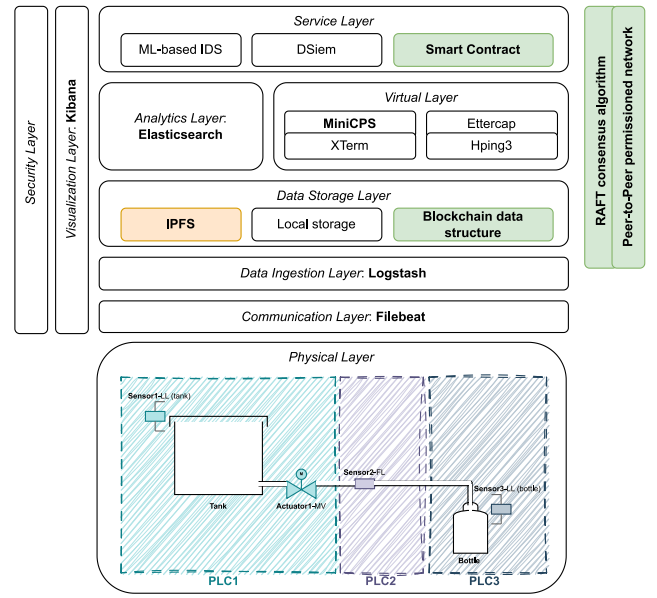 Security Layer
Visualization Layer: Kibana
Service Layer
ML-based IDS
DSiem
Smart Contract
Analytics Layer:
Elasticsearch
Virtual Layer
MiniCPS
Ettercap
XTerm
Hping3
Data Storage Layer
IPFS
Local storage
Blockchain data
structure
Data Ingestion Layer: Logstash
Communication Layer: Filebeat
RAFT consensus algorithm
Peer-to-Peer permissioned network
Physical Layer
Sensor1-LL (tank)
Tank
M
Actuator1-MV
Sensor2-FL
Sensor3-LL (bottle)
Bottle
PLC1
PLC2
PLC3